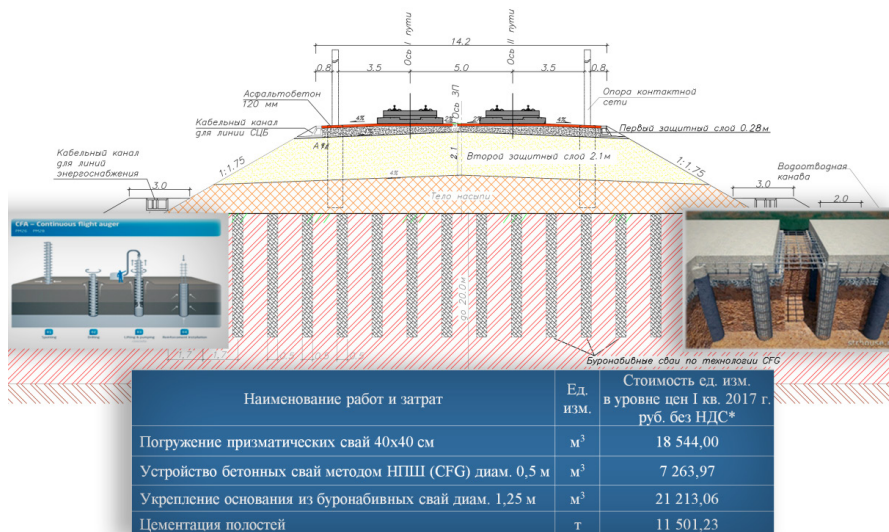 14.2
Ось I пути
Ось II пути
0.8
3.5
5.0
3.5
0.8
Ось ЗП
Асфальтобетон
120 мм
Опора контактной
сети
Кабельный канал
для линии СЦБ
4%
4%
Первый защитный слой 0.28м
Кабельный канал
для линий
энергоснабжения
1:1.75
2.1
Второй защитный слой 2.1м
1:1.75
Водоотводная
канава
3.0
4%
Тело насыпи
3.0
2.0
CFA – Continuous flight auger
до 20.0м
0.5
0.5
0.5
Буронабивные сваи по технологии CFG
Наименование работ и затрат
Ед.
изм.
Стоимость ед. изм.
в уровне цен I кв. 2017 г.
руб. без НДС*
Погружение призматических свай 40х40 см м³ 18 544,00
Устройство бетонных свай методом НПШ (CFG) диам. 0,5 м м³ 7 263,97
Укрепление основания из буронабивных свай диам. 1,25 м м³ 21 213,06
Цементация полостей т 11 501,23